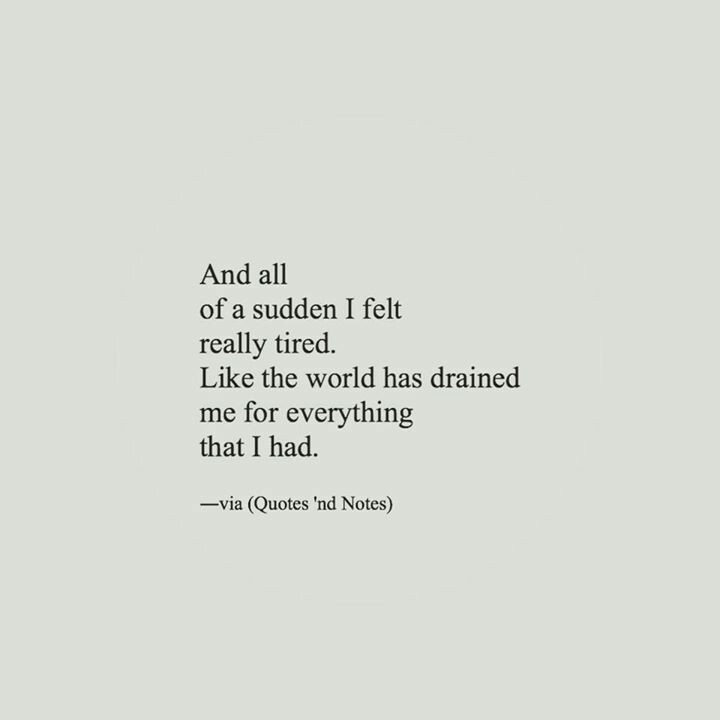 And all
of a sudden I felt
really tired.
Like the world has drained
me for everything
that I had.
—via (Quotes 'nd Notes)